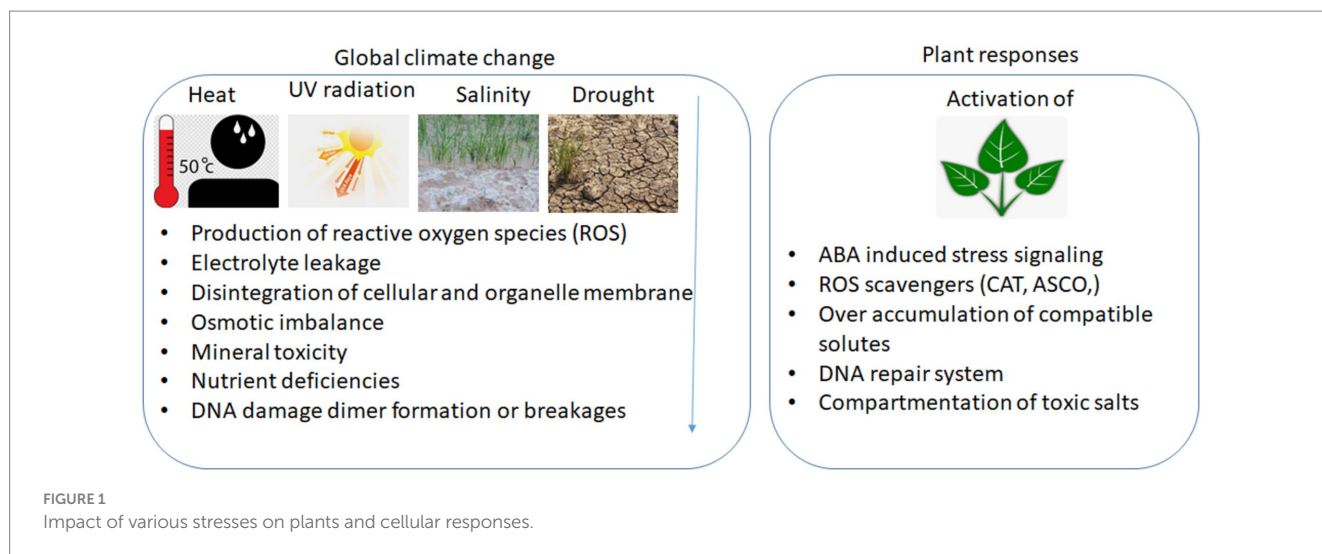 Global climate change
Heat
UV radiation
Salinity
Drought
50°c
• Production of reactive oxygen species (ROS)
• Electrolyte leakage
• Disintegration of cellular and organelle membrane
• Osmotic imbalance
• Mineral toxicity
• Nutrient deficiencies
• DNA damage dimer formation or breakages
Plant responses
Activation of
• ABA induced stress signaling
• ROS scavengers (CAT, ASCO,)
• Over accumulation of compatible
solutes
• DNA repair system
• Compartmentation of toxic salts
FIGURE 1
Impact of various stresses on plants and cellular responses.